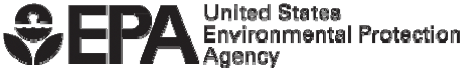 EPA
United States
Environmental Protection
Agency